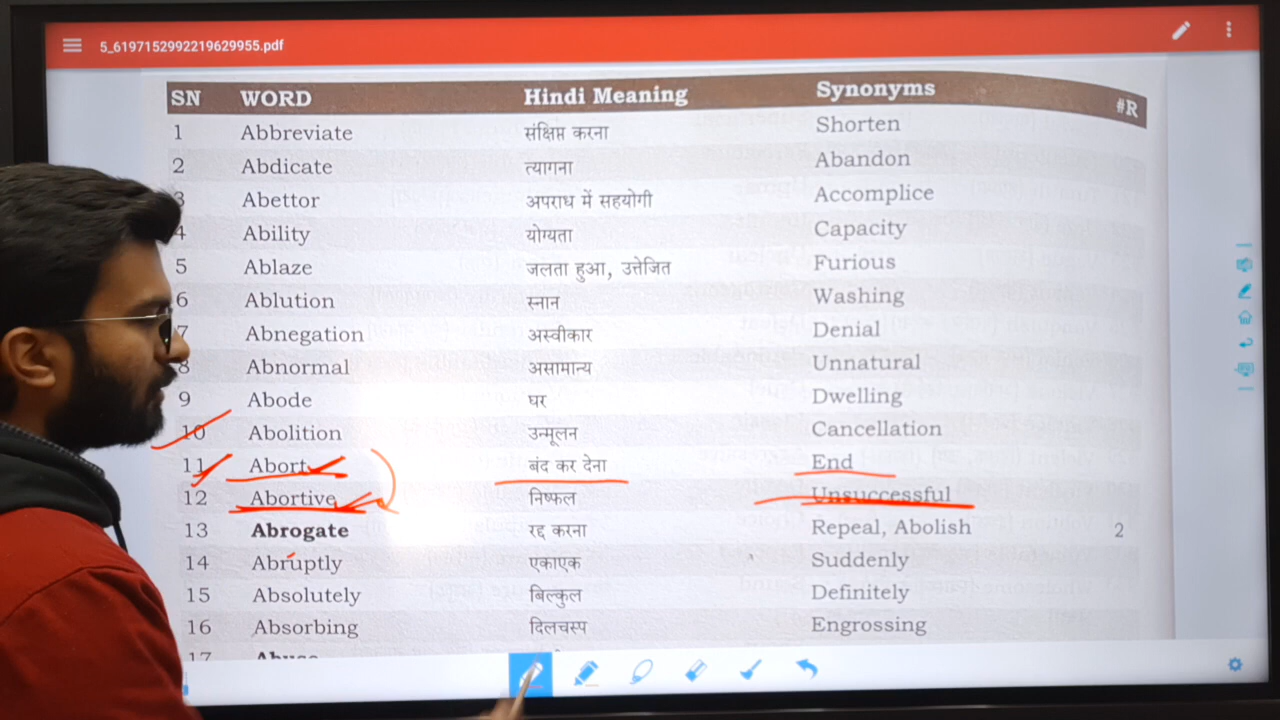 5_6197152992219629955.pdf
SN WORD Hindi Meaning Synonyms #R
1 Abbreviate संक्षिप्त करना Shorten
2 Abdicate त्यागना Abandon
3 Abettor अपराध में सहयोगी Accomplice
4 Ability योग्यता Capacity
5 Ablaze जलता हुआ, उत्तेजित Furious
6 Ablution स्नान Washing
7 Abnegation अस्वीकार Denial
8 Abnormal असामान्य Unnatural
9 Abode घर Dwelling
10 Abolition उन्मूलन Cancellation
11 Abort बंद कर देना End
12 Abortive निष्फल Unsuccessful
13 Abrogate रद्द करना Repeal, Abolish 2
14 Abruptly एकाएक Suddenly
15 Absolutely बिल्कुल Definitely
16 Absorbing दिलचस्प Engrossing
17 Abuse